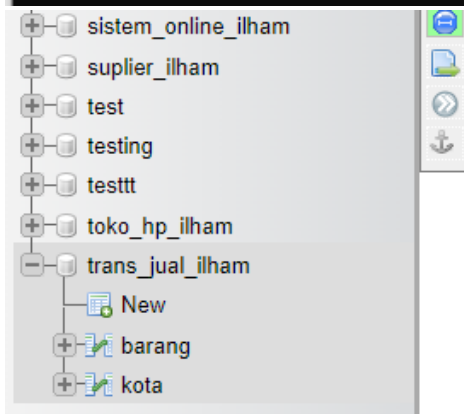 sistem_online_ilham
suplier_ilham
test
testing
testtt
toko_hp_ilham
trans_jual_ilham
New
barang
kota